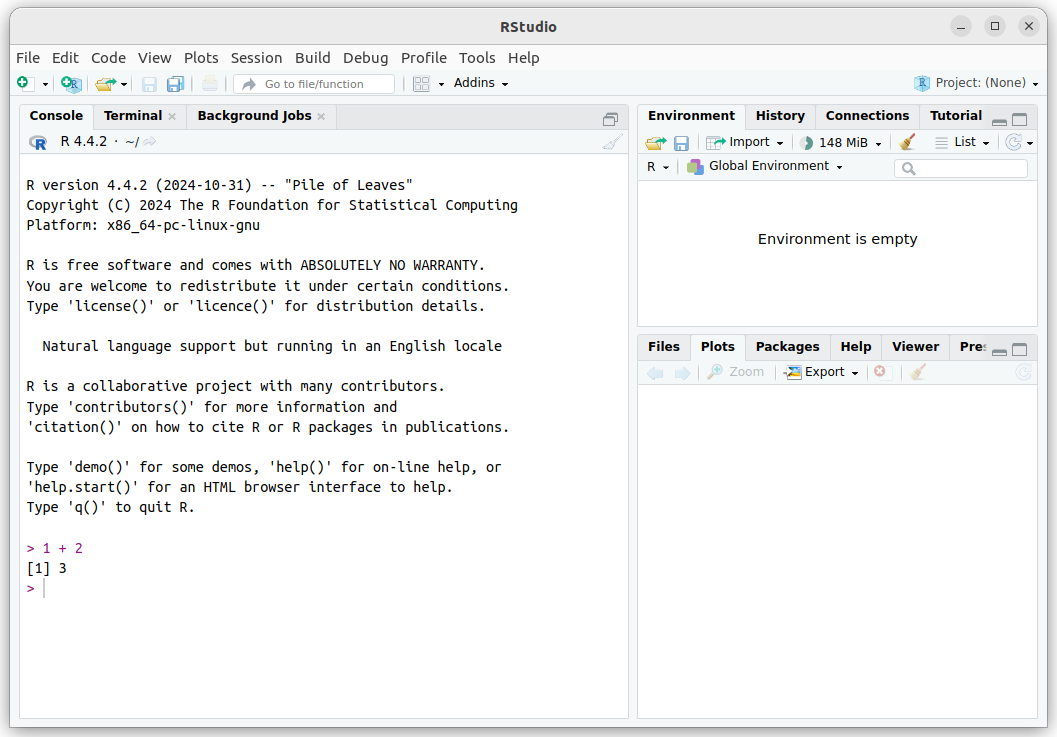 RStudio
File Edit Code View Plots Session Build Debug Profile Tools Help
Go to file/function Addins Project: (None)
Console Terminal Background Jobs
R 4.4.2 · ~/
R version 4.4.2 (2024-10-31) -- "Pile of Leaves"
Copyright (C) 2024 The R Foundation for Statistical Computing
Platform: x86_64-pc-linux-gnu
R is free software and comes with ABSOLUTELY NO WARRANTY.
You are welcome to redistribute it under certain conditions.
Type 'license()' or 'licence()' for distribution details.
Natural language support but running in an English locale
R is a collaborative project with many contributors.
Type 'contributors()' for more information and
'citation()' on how to cite R or R packages in publications.
Type 'demo()' for some demos, 'help()' for on-line help, or
'help.start()' for an HTML browser interface to help.
Type 'q()' to quit R.
> 1 + 2
[1] 3
>
Environment History Connections Tutorial
Import 148 MiB List
R Global Environment
Environment is empty
Files Plots Packages Help Viewer Pre
Zoom Export